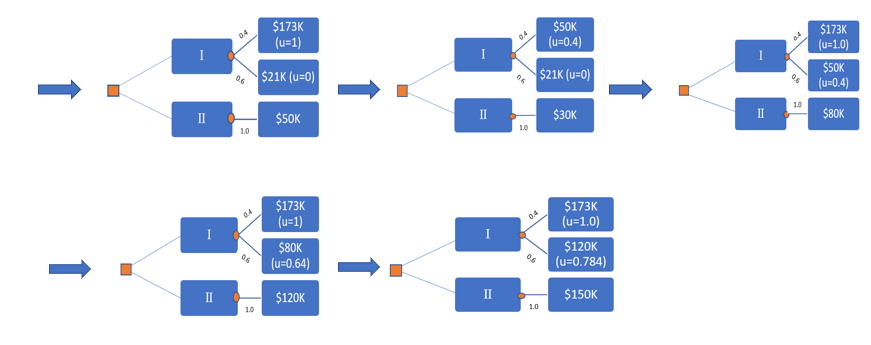 0.4
$173K
(u=1)
I
0.6
$21K (u=0)
II
1.0
$50K
0.4
$50K
(u=0.4)
I
0.6
$21K (u=0)
II
1.0
$30K
0.4
$173K
(u=1.0)
I
0.6
$50K
(u=0.4)
II
1.0
$80K
0.4
$173K
(u=1)
I
0.6
$80K
(u=0.64)
II
1.0
$120K
0.4
$173K
(u=1.0)
I
0.6
$120K
(u=0.784)
II
1.0
$150K